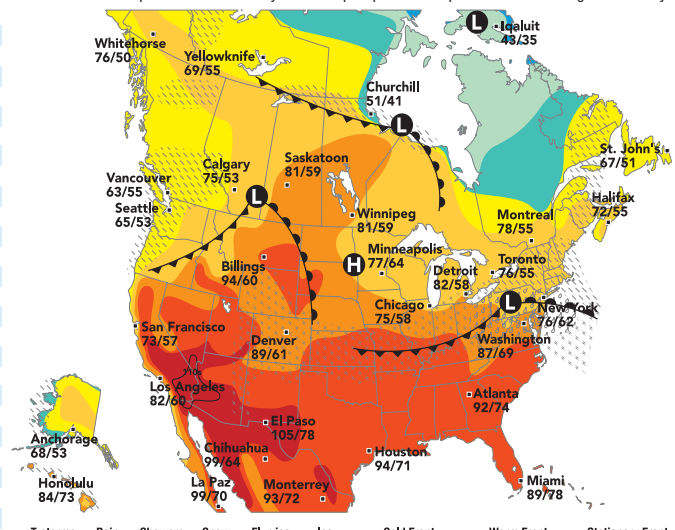 L
Iqaluit
43/35
Whitehorse
76/50
Yellowknife
69/55
Churchill
51/41
L
St. John's
67/51
Calgary
75/53
Saskatoon
81/59
Vancouver
63/55
L
Halifax
72/55
Seattle
65/53
Winnipeg
81/59
Montreal
78/55
Minneapolis
77/64
H
Toronto
76/55
Billings
94/60
Detroit
82/58
Chicago
75/58
L
New York
76/62
San Francisco
73/57
Denver
89/61
Washington
87/69
110s
Los Angeles
82/60
Atlanta
92/74
El Paso
105/78
Anchorage
68/53
Chihuahua
99/64
Houston
94/71
Honolulu
84/73
La Paz
99/70
Monterrey
93/72
Miami
89/78